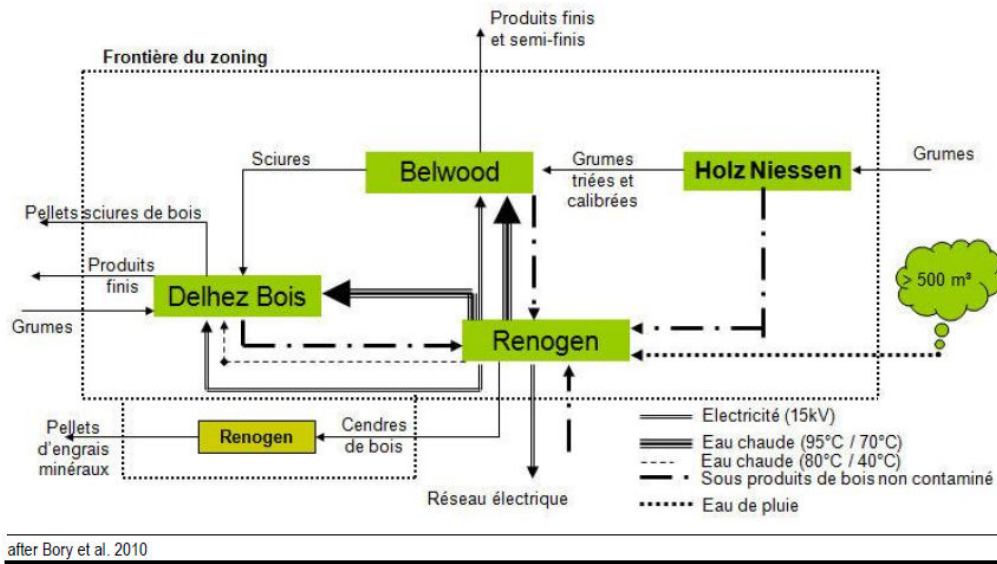 Produits finis
et semi-finis
Frontière du zoning
Sciures
Belwood
Grumes
triées et
calibrées
Holz Niessen
Grumes
Pellets sciures de bois
Produits
finis
Delhez Bois
Grumes
> 500 m³
Renogen
Pellets
d'engrais
minéraux
Renogen
Cendres
de bois
Réseau électrique
Electricité (15kV)
Eau chaude (95°C / 70°C)
Eau chaude (80°C / 40°C)
Sous produits de bois non contaminé
Eau de pluie
after Bory et al. 2010